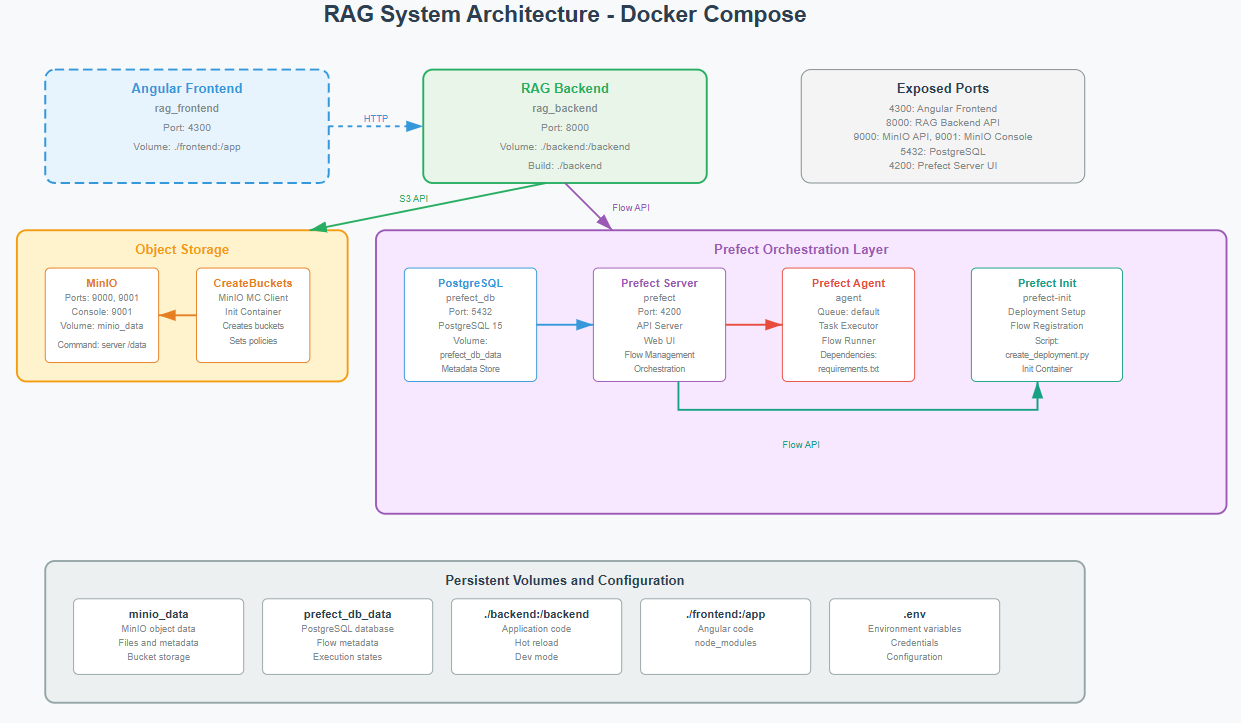 RAG System Architecture - Docker Compose
Angular Frontend
rag_frontend
Port: 4300
Volume: ./frontend:/app
HTTP
RAG Backend
rag_backend
Port: 8000
Volume: ./backend:/backend
Build: ./backend
Exposed Ports
4300: Angular Frontend
8000: RAG Backend API
9000: MinIO API, 9001: MinIO Console
5432: PostgreSQL
4200: Prefect Server UI
S3 API
Flow API
Object Storage
MinIO
Ports: 9000, 9001
Console: 9001
Volume: minio_data
Command: server /data
CreateBuckets
MinIO MC Client
Init Container
Creates buckets
Sets policies
Prefect Orchestration Layer
PostgreSQL
prefect_db
Port: 5432
PostgreSQL 15
Volume:
prefect_db_data
Metadata Store
Prefect Server
prefect
Port: 4200
API Server
Web UI
Flow Management
Orchestration
Prefect Agent
agent
Queue: default
Task Executor
Flow Runner
Dependencies:
requirements.txt
Prefect Init
prefect-init
Deployment Setup
Flow Registration
Script:
create_deployment.py
Init Container
Flow API
Persistent Volumes and Configuration
minio_data
MinIO object data
Files and metadata
Bucket storage
prefect_db_data
PostgreSQL database
Flow metadata
Execution states
./backend:/backend
Application code
Hot reload
Dev mode
./frontend:/app
Angular code
node_modules
.env
Environment variables
Credentials
Configuration